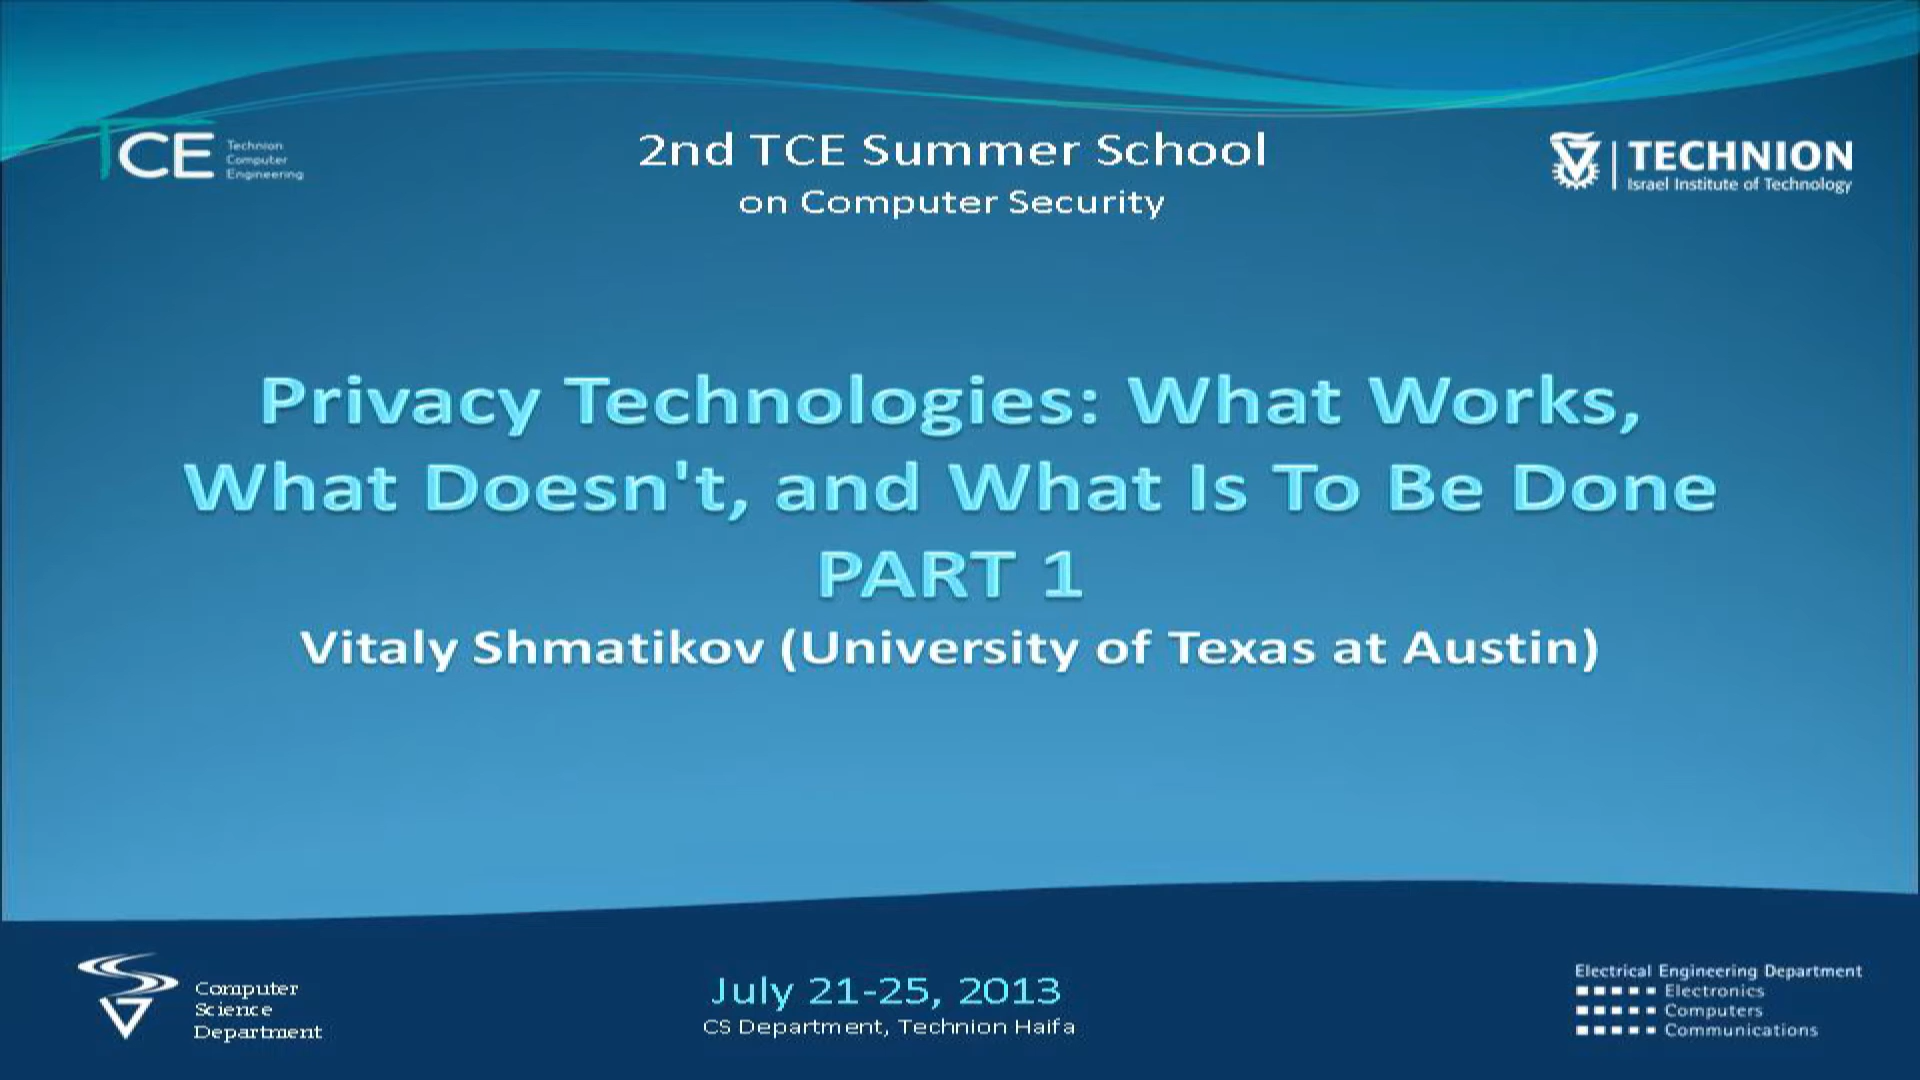 TCE Technion
Computer
Engineering
2nd TCE Summer School
on Computer Security
TECHNION
Israel Institute of Technology
Privacy Technologies: What Works,
What Doesn't, and What Is To Be Done
PART 1
Vitaly Shmatikov (University of Texas at Austin)
Computer
Science
Department
July 21-25, 2013
CS Department, Technion Haifa
Electrical Engineering Department
Electronics
Computers
Communications